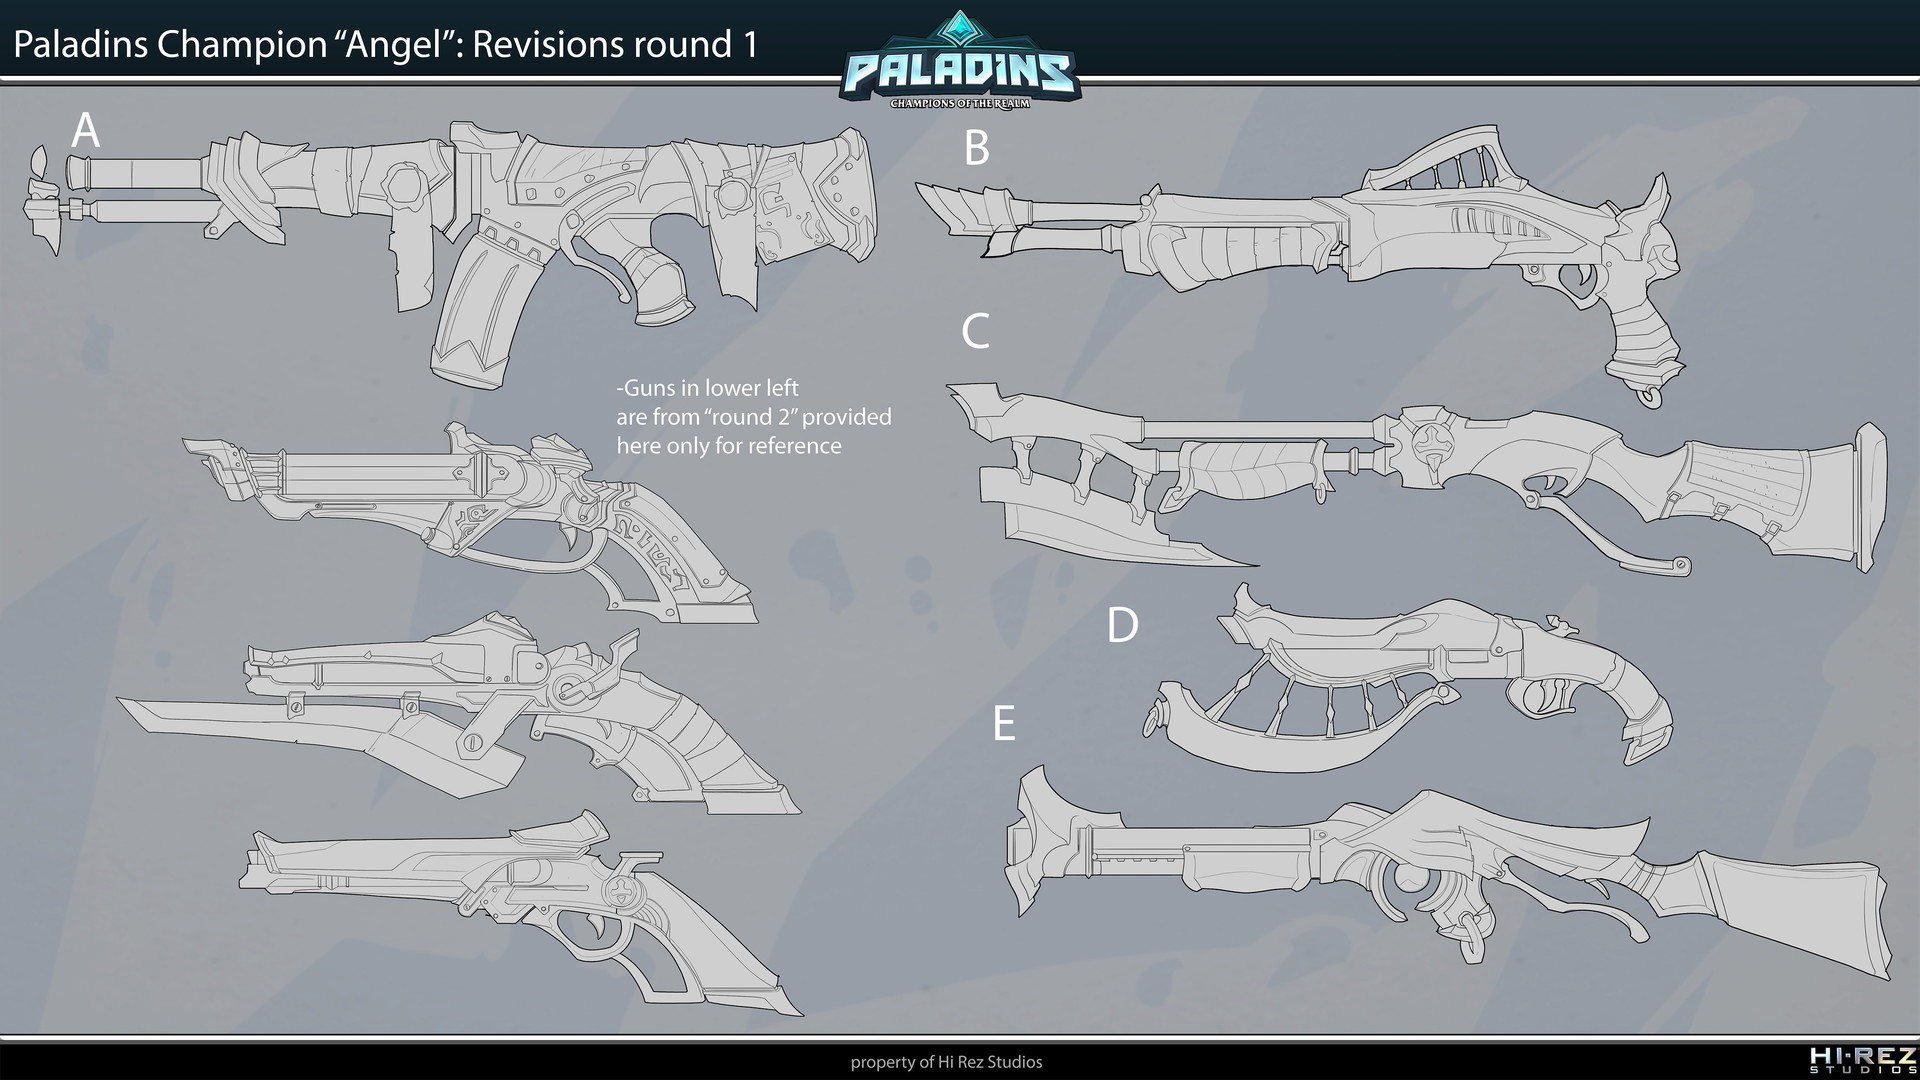 Paladins Champion “Angel”: Revisions round 1
PALADINS
CHAMPIONS OF THE REALM
A
B
C
-Guns in lower left
are from “round 2” provided
here only for reference
D
E
property of Hi Rez Studios
HI-REZ
STUDIOS